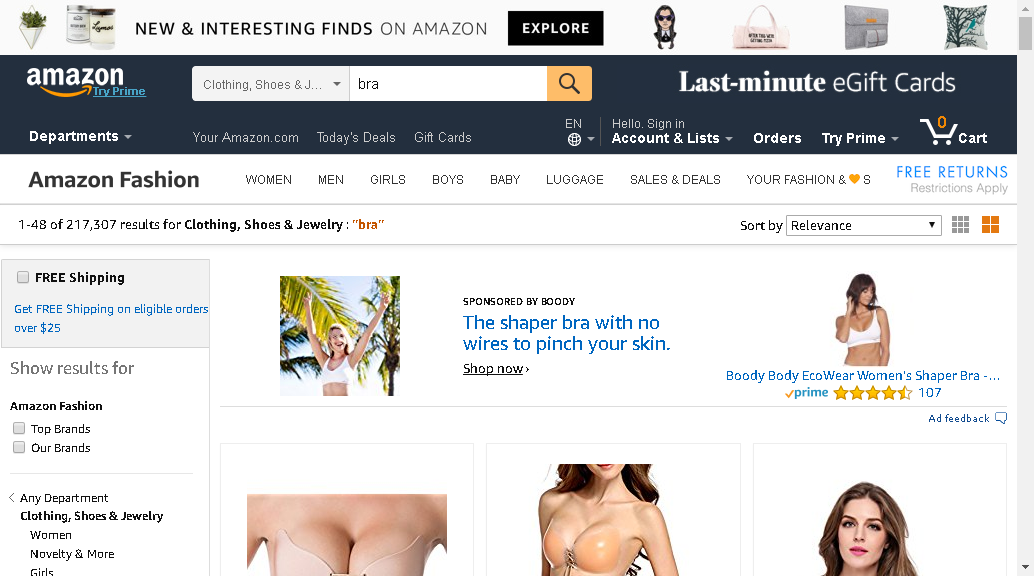 NEW & INTERESTING FINDS ON AMAZON
EXPLORE
amazon
Try Prime
Clothing, Shoes & J...
bra
Last-minute eGift Cards
Departments
Your Amazon.com
Today's Deals
Gift Cards
EN
Hello. Sign in
Account & Lists
Orders
Try Prime
0
Cart
Amazon Fashion
WOMEN
MEN
GIRLS
BOYS
BABY
LUGGAGE
SALES & DEALS
YOUR FASHION & S
FREE RETURNS
Restrictions Apply
1-48 of 217,307 results for Clothing, Shoes & Jewelry : "bra"
Sort by
Relevance
FREE Shipping
Get FREE Shipping on eligible orders
over $25
Show results for
Amazon Fashion
Top Brands
Our Brands
Any Department
Clothing, Shoes & Jewelry
Women
Novelty & More
Girls
SPONSORED BY BOODY
The shaper bra with no
wires to pinch your skin.
Shop now ›
Boody Body EcoWear Women's Shaper Bra -...
prime
107
Ad feedback